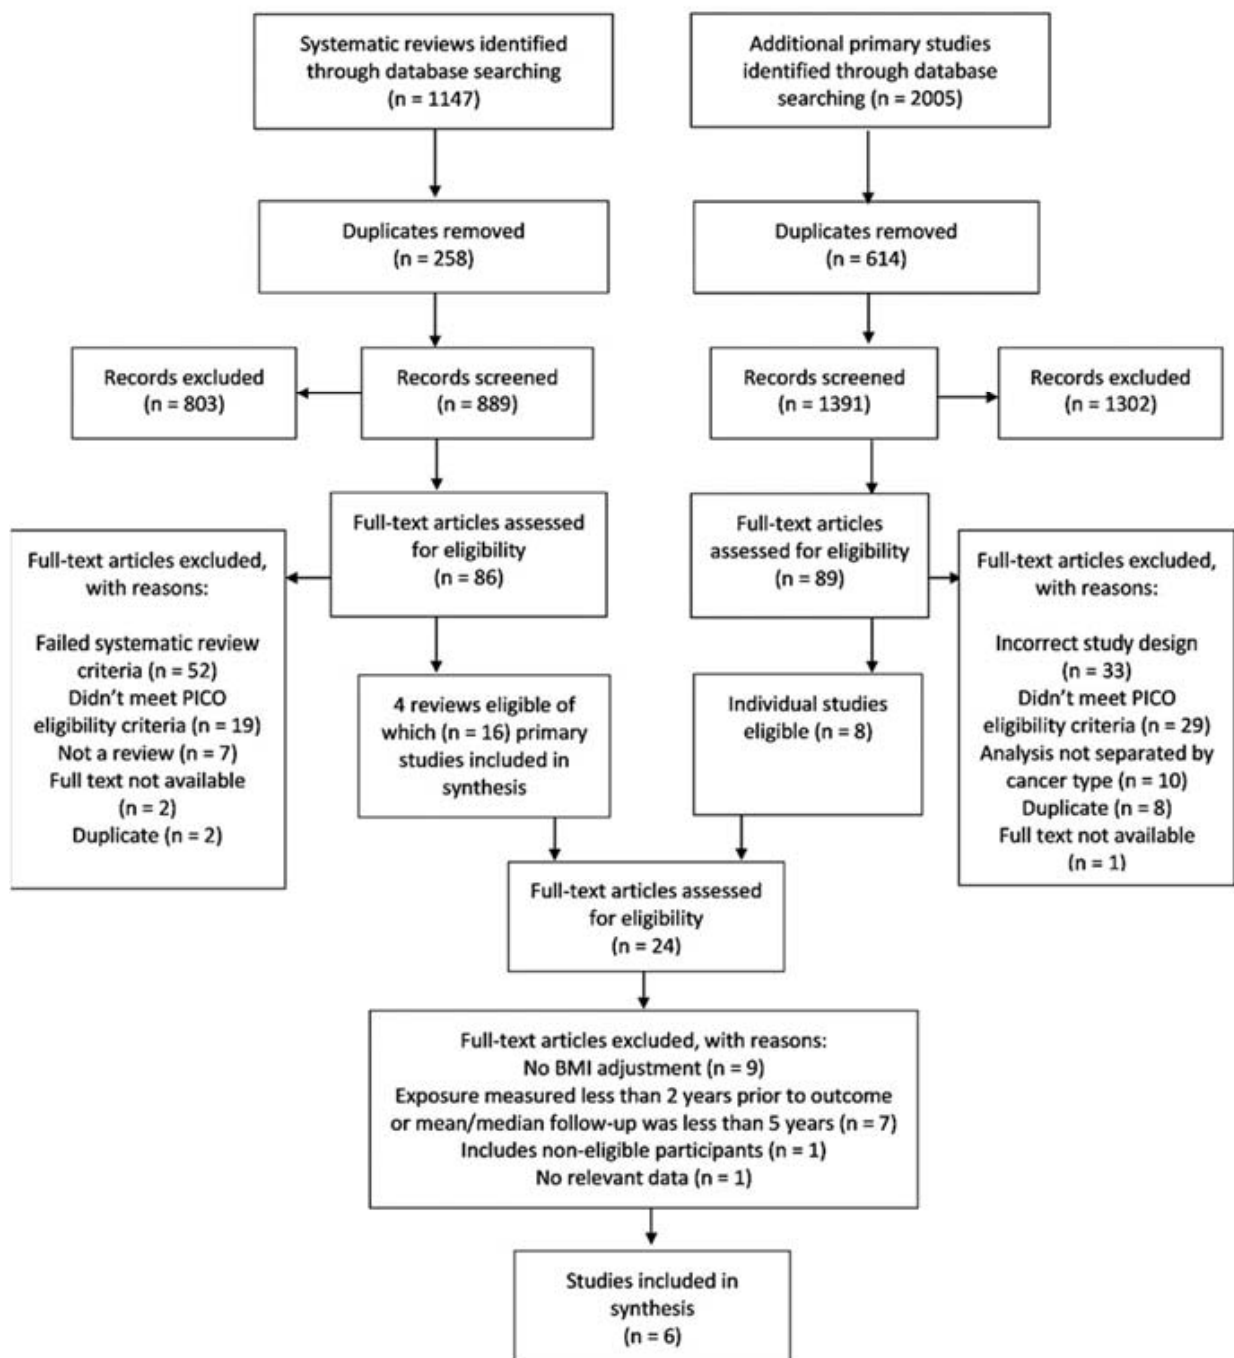 Systematic reviews identified
through database searching
(n = 1147)
Additional primary studies
identified through database
searching (n = 2005)
Duplicates removed
(n = 258)
Duplicates removed
(n = 614)
Records excluded
(n = 803)
Records screened
(n = 889)
Records screened
(n = 1391)
Records excluded
(n = 1302)
Full-text articles assessed
for eligibility
(n = 86)
Full-text articles
assessed for eligibility
(n = 89)
Full-text articles excluded,
with reasons:
Failed systematic review
criteria (n = 52)
Didn't meet PICO
eligibility criteria (n = 19)
Not a review (n = 7)
Full text not available
(n = 2)
Duplicate (n = 2)
Full-text articles excluded,
with reasons:
Incorrect study design
(n = 33)
Didn't meet PICO
eligibility criteria (n = 29)
Analysis not separated by
cancer type (n = 10)
Duplicate (n = 8)
Full text not available
(n = 1)
4 reviews eligible of
which (n = 16) primary
studies included in
synthesis
Individual studies
eligible (n = 8)
Full-text articles assessed
for eligibility
(n = 24)
Full-text articles excluded, with reasons:
No BMI adjustment (n = 9)
Exposure measured less than 2 years prior to outcome
or mean/median follow-up was less than 5 years (n = 7)
Includes non-eligible participants (n = 1)
No relevant data (n = 1)
Studies included in
synthesis
(n = 6)